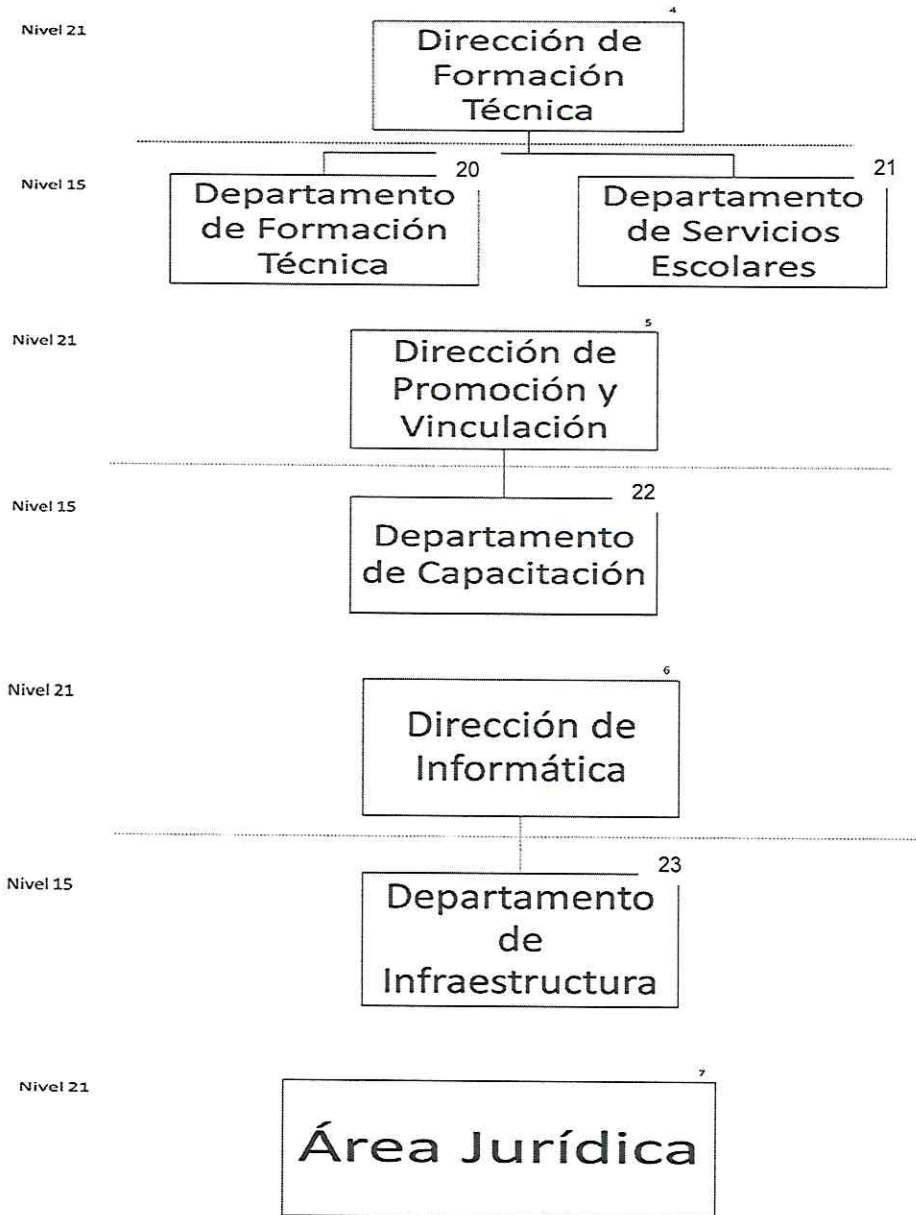 Nivel 21
4
Dirección de
Formación
Técnica
Nivel 15
20
Departamento
de Formación
Técnica
21
Departamento
de Servicios
Escolares
Nivel 21
5
Dirección de
Promoción y
Vinculación
Nivel 15
22
Departamento
de Capacitación
Nivel 21
6
Dirección de
Informática
Nivel 15
23
Departamento
de
Infraestructura
Nivel 21
7
Área Jurídica